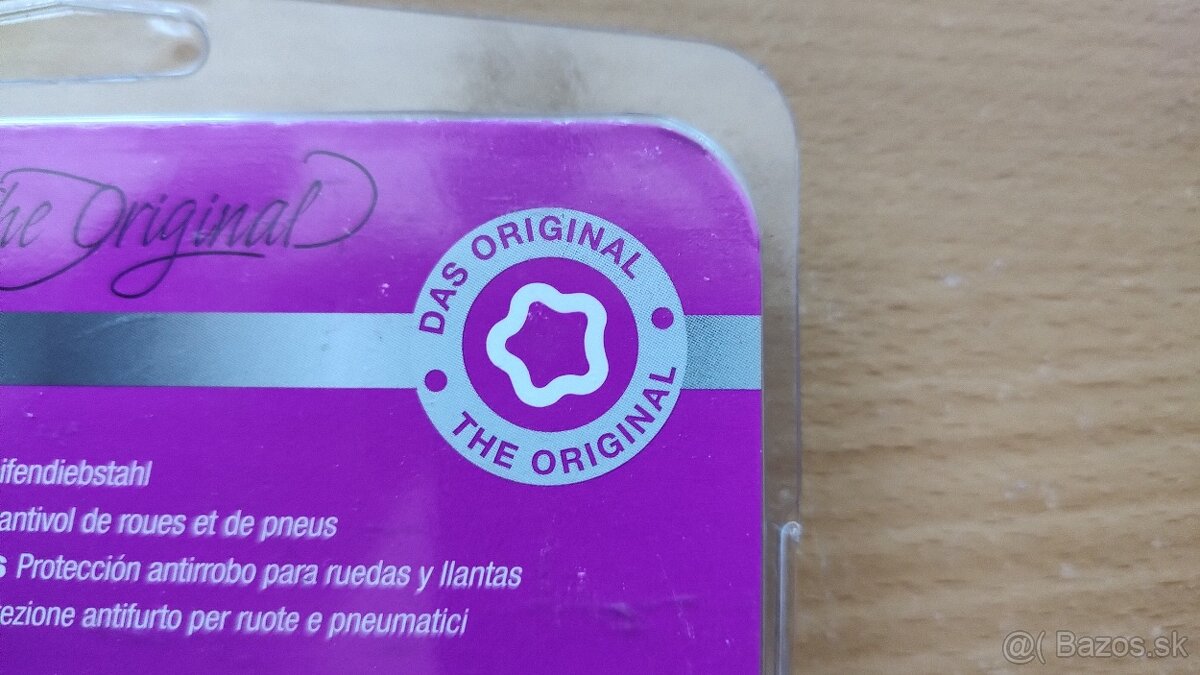 The Original
DAS ORIGINAL
THE ORIGINAL
ifendiebstahl
antivol de roues et de pneus
s Protección antirrobo para ruedas y llantas
ezione antifurto per ruote e pneumatici
@( Bazos.sk